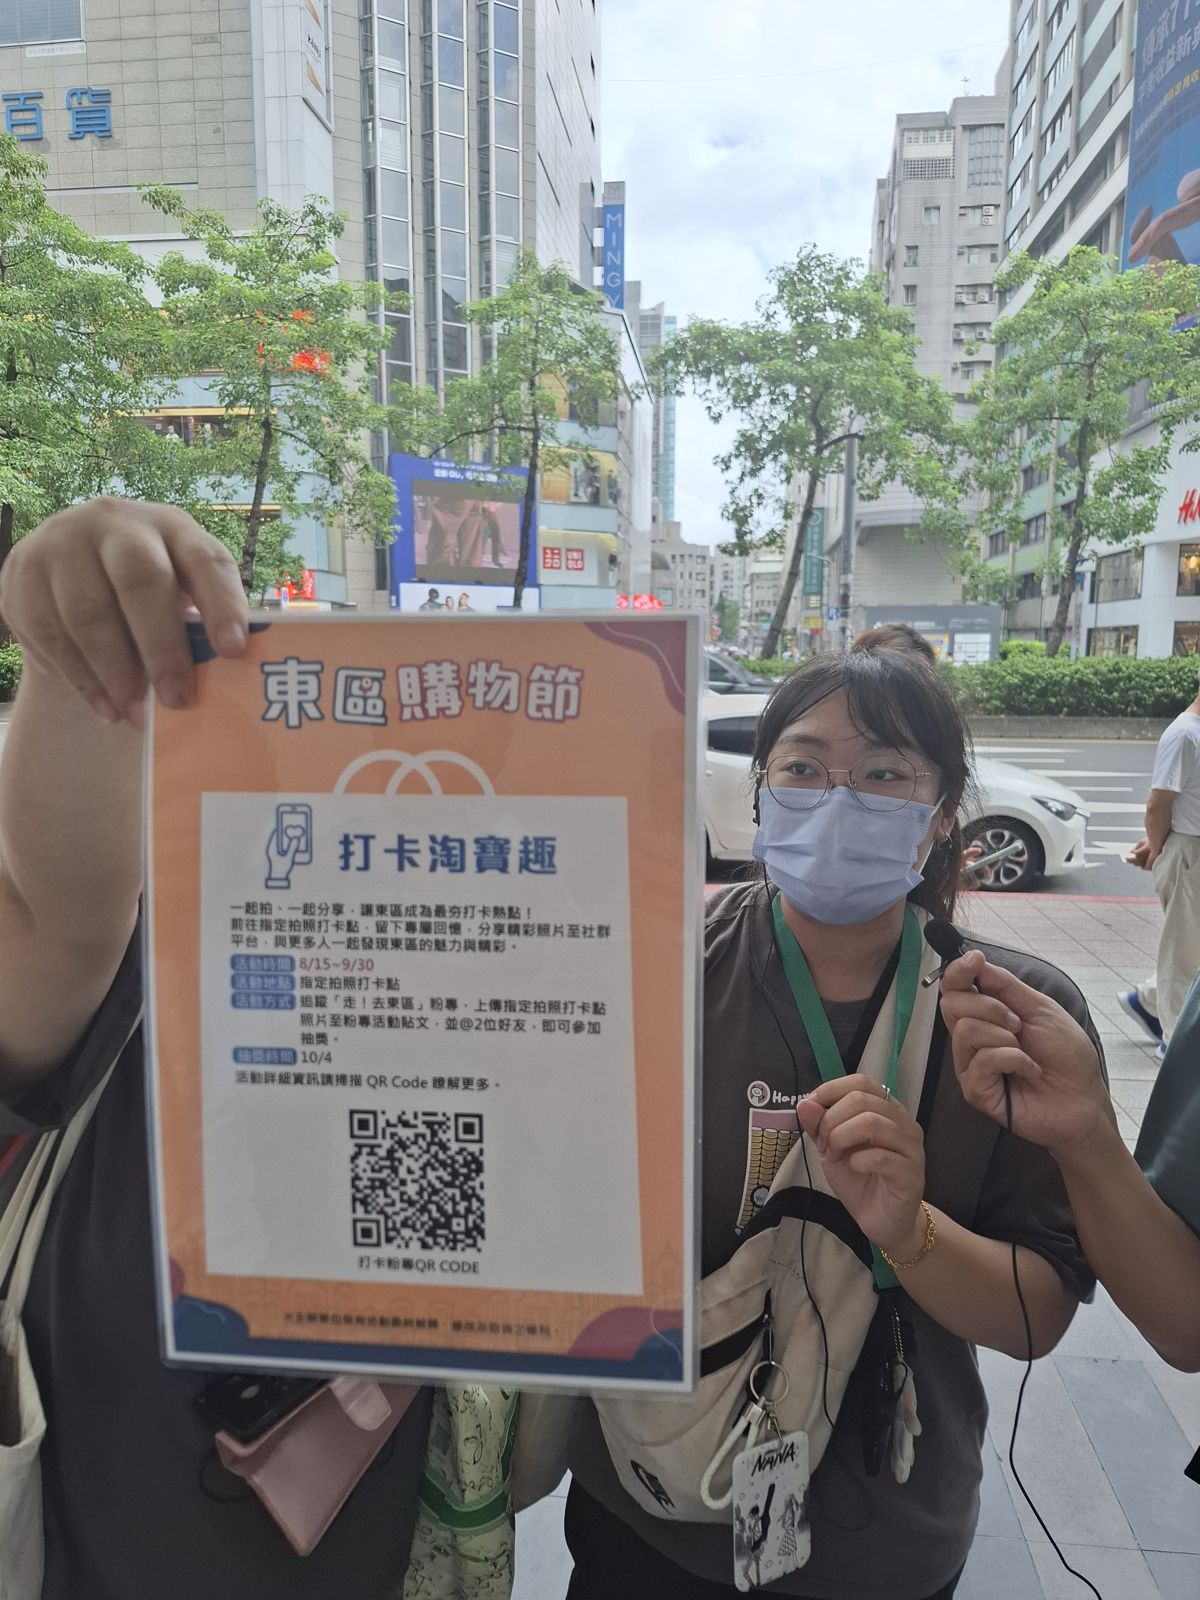 百貨
MINGY
UNI
QLO
H&M
東區購物節
打卡淘寶趣
一起拍、一起分享，讓東區成為最夯打卡熱點！
前往指定拍照打卡點，留下專屬回憶，分享精彩照片至社群
平台，與更多人一起發現東區的魅力與精彩。
活動時間 8/15~9/30
活動地點 指定拍照打卡點
活動方式 追蹤「走！去東區」粉專，上傳指定拍照打卡點
照片至粉專活動貼文，並@2位好友，即可參加
抽獎。
抽獎時間 10/4
活動詳細資訊請掃描 QR Code 瞭解更多。
打卡粉專QR CODE
Happy
NANA